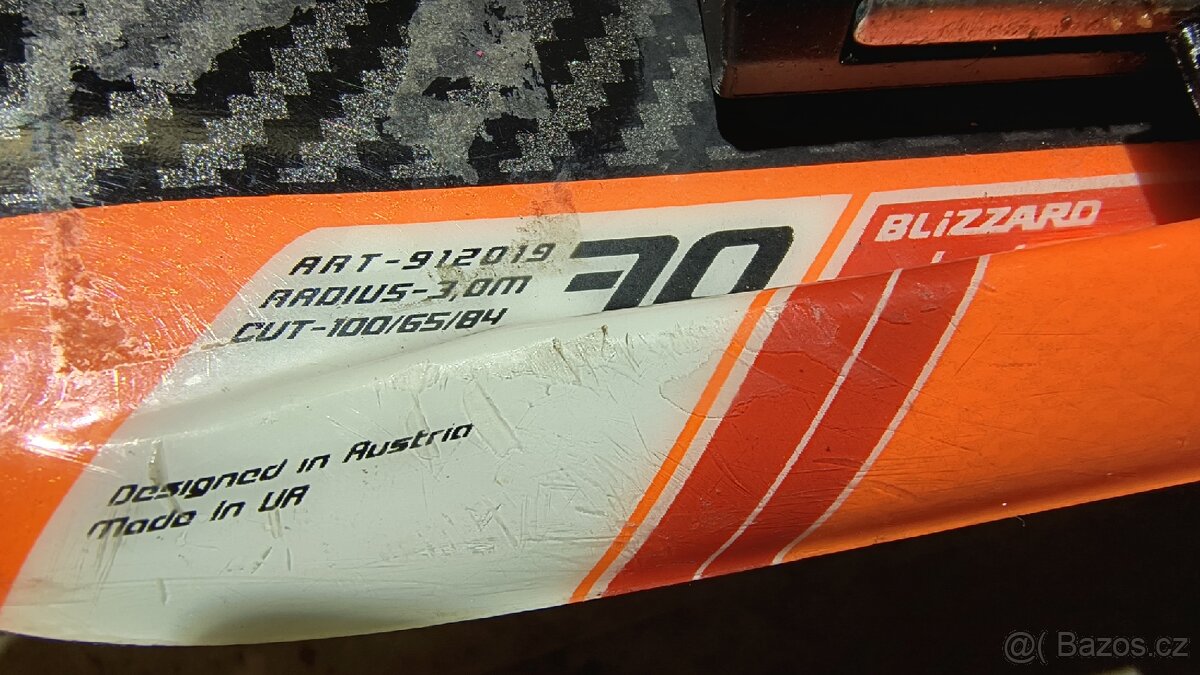 ART-912019
RADIUS-3,0M
CUT-100/65/84
70
BLiZZARD
Designed in Austria
Made in UA
@( Bazos.cz